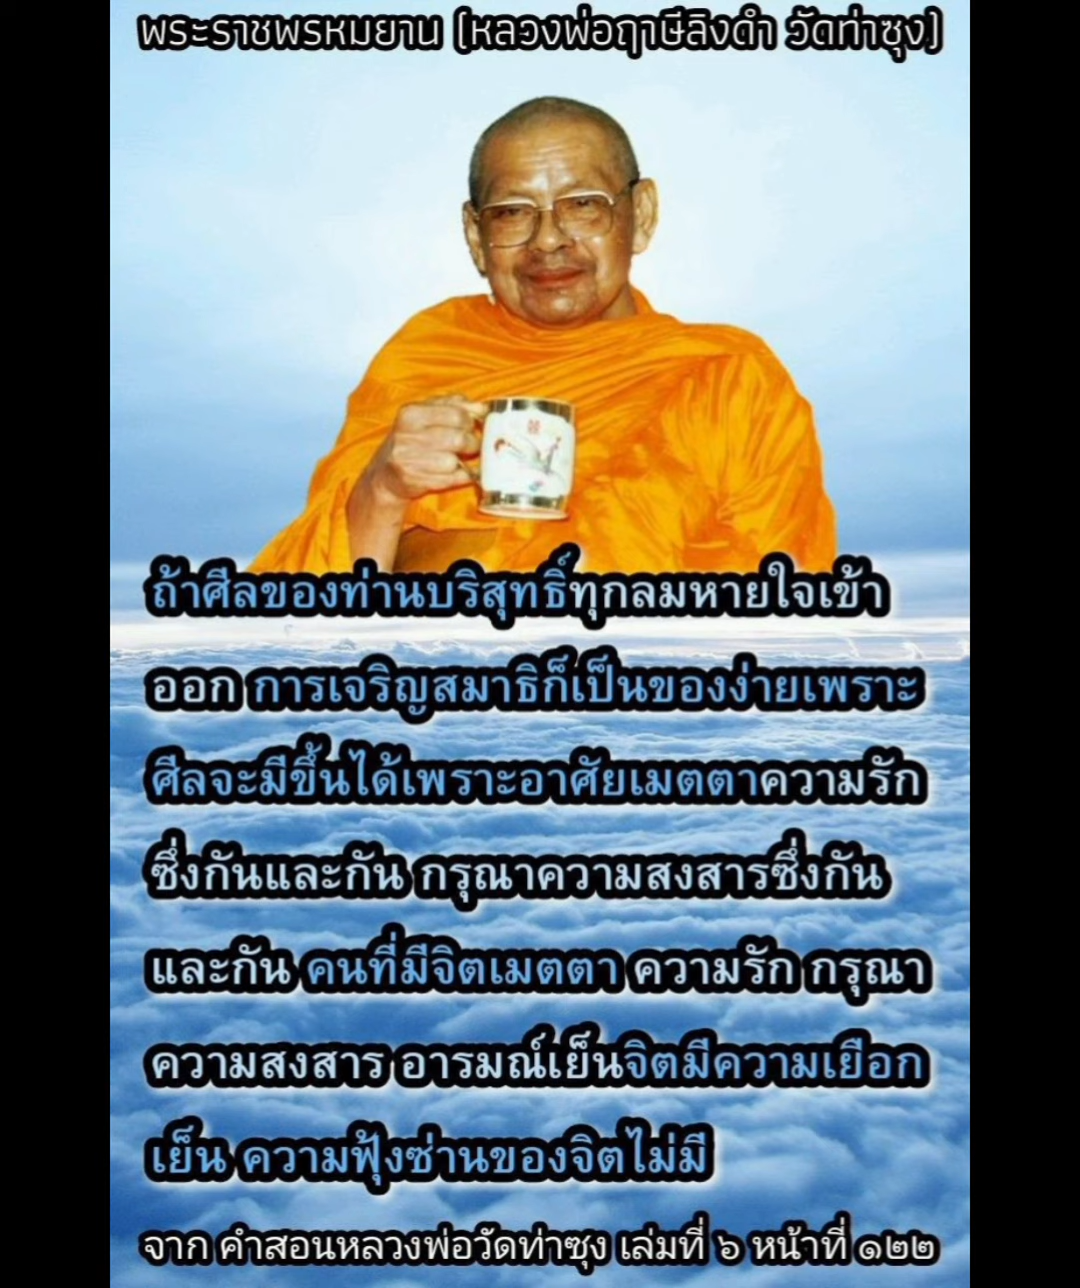 พระราชพรหมยาน (หลวงพ่อฤาษีลิงดำ วัดท่าซุง)
ถ้าศีลของท่านบริสุทธิ์ทุกลมหายใจเข้า
ออก การเจริญสมาธิก็เป็นของง่ายเพราะ
ศีลจะมีขึ้นได้เพราะอาศัยเมตตาความรัก
ซึ่งกันและกัน กรุณาความสงสารซึ่งกัน
และกัน คนที่มีจิตเมตตา ความรัก กรุณา
ความสงสาร อารมณ์เย็นจิตมีความเยือก
เย็น ความฟุ้งซ่านของจิตไม่มี
จาก คำสอนหลวงพ่อวัดท่าซุง เล่มที่ ๖ หน้าที่ ๑๒๒